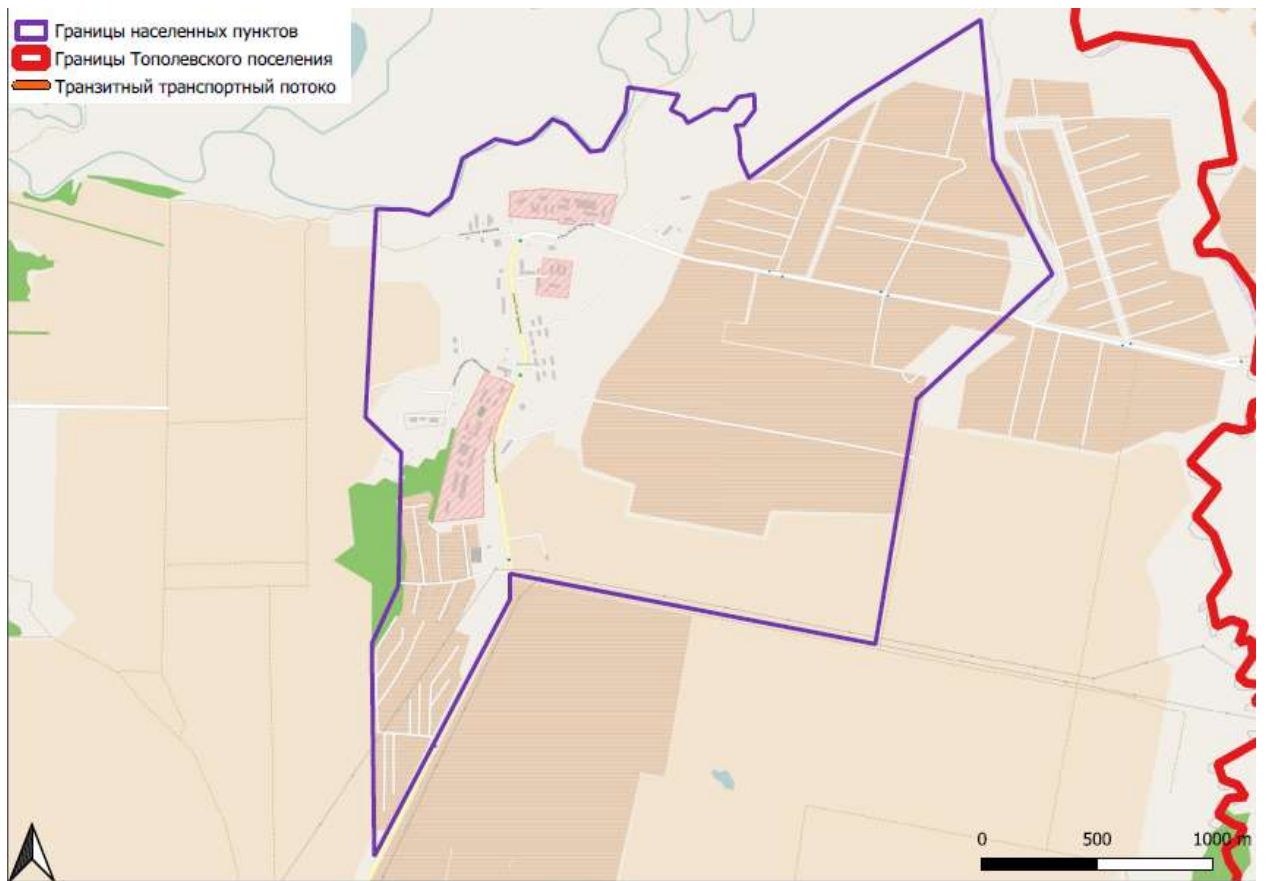 Границы населенных пунктов
Границы Тополевского поселения
Транзитный транспортный потоко
0 500 1000 m